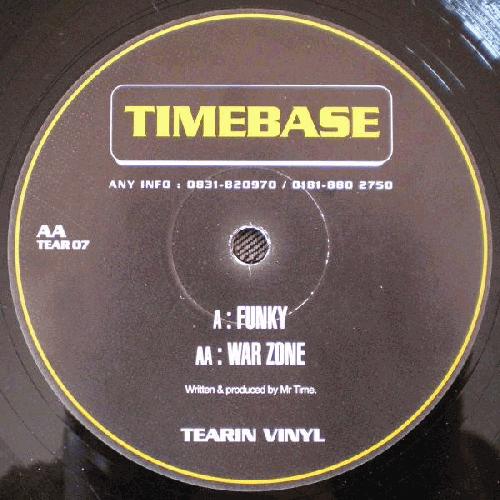 TIMEBASE
ANY INFO : 0831-820970 / 0181-880 2750
AA
TEAR 07
A : FUNKY
AA : WAR ZONE
Written & produced by Mr Time.
TEARIN VINYL